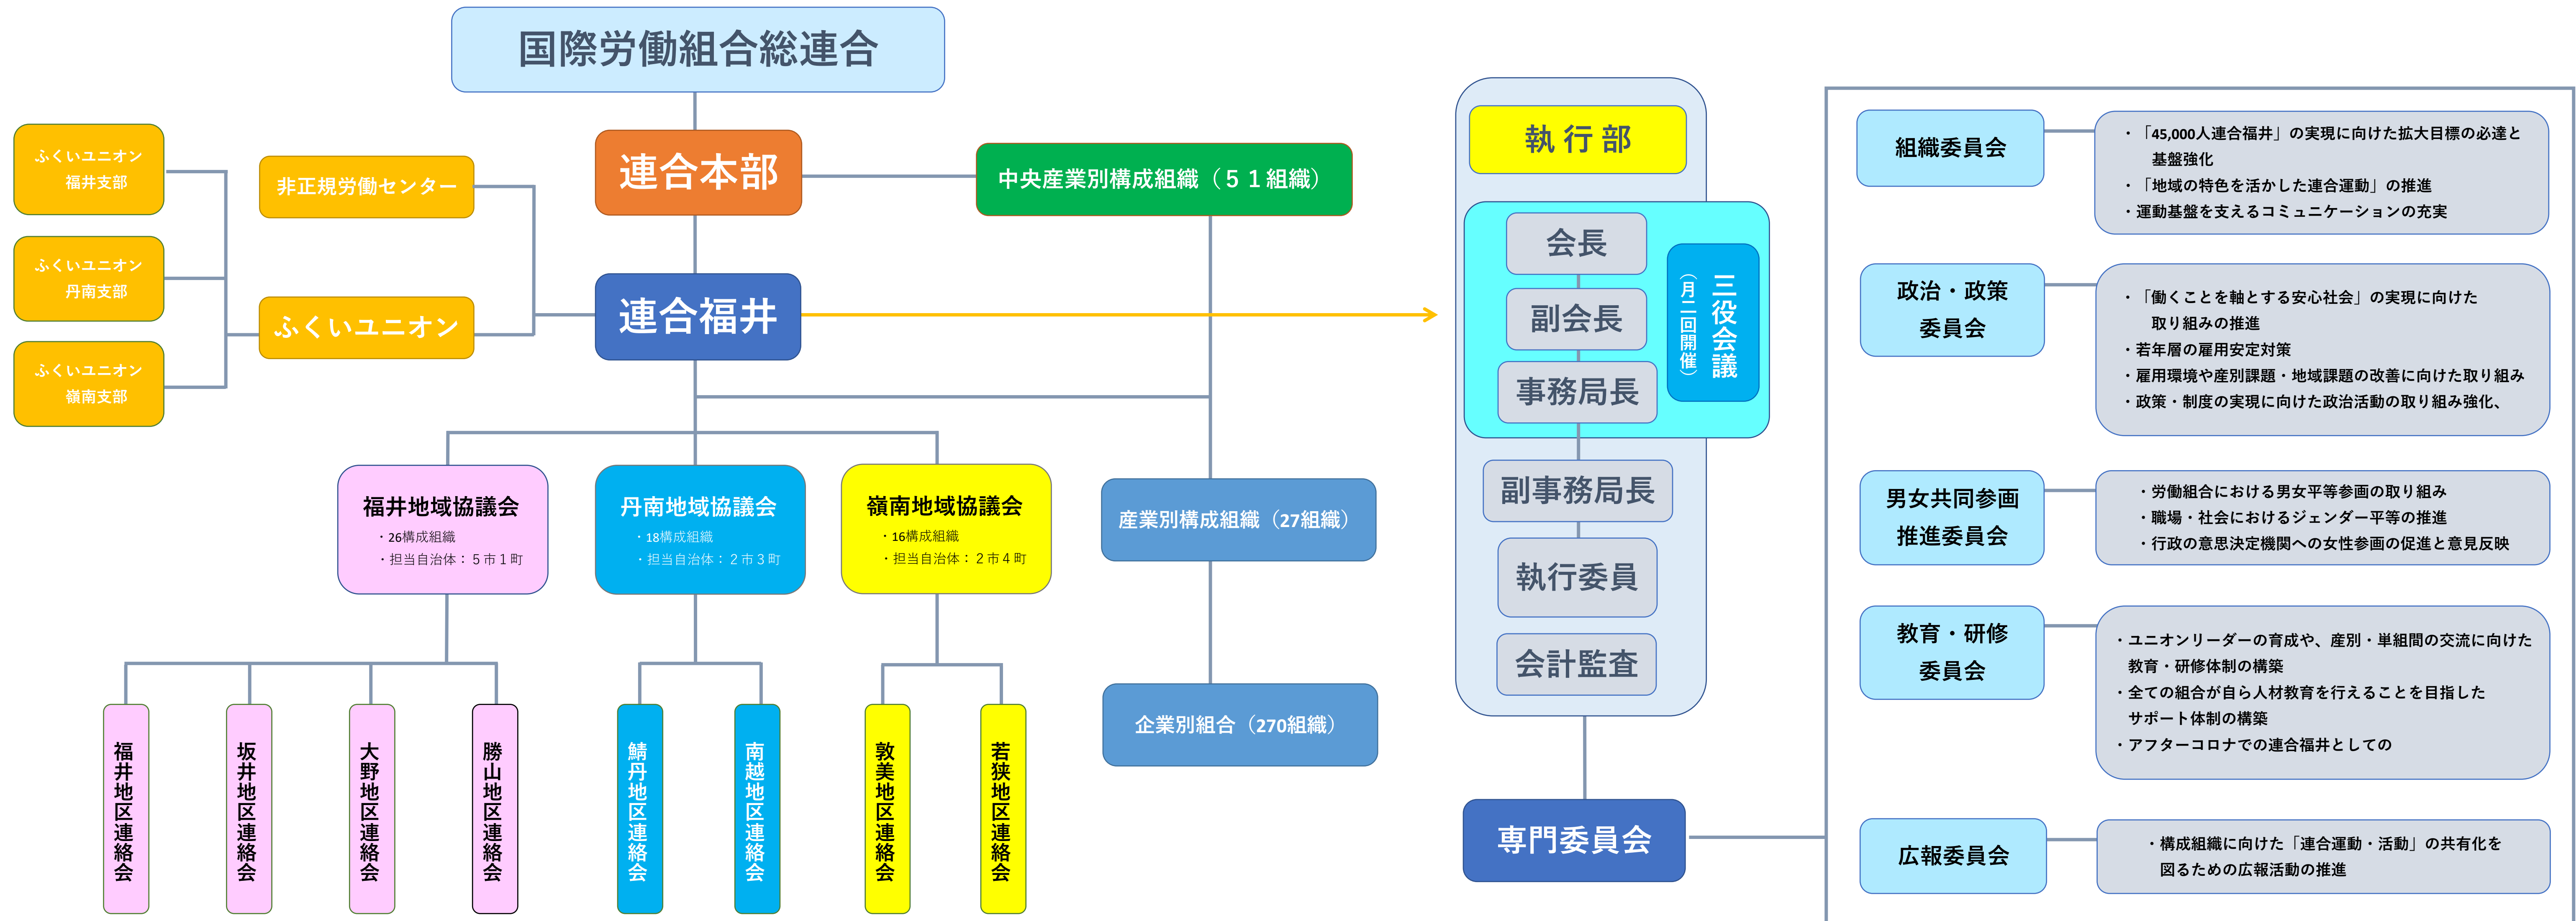 国際労働組合総連合
連合本部
中央産業別構成組織（５１組織）
非正規労働センター
ふくいユニオン
福井支部
ふくいユニオン
丹南支部
ふくいユニオン
嶺南支部
ふくいユニオン
連合福井
福井地域協議会
・26構成組織
・担当自治体：５市１町
丹南地域協議会
・18構成組織
・担当自治体：２市３町
嶺南地域協議会
・16構成組織
・担当自治体：２市４町
産業別構成組織（27組織）
企業別組合（270組織）
福井地区連絡会
坂井地区連絡会
大野地区連絡会
勝山地区連絡会
鯖丹地区連絡会
南越地区連絡会
敦美地区連絡会
若狭地区連絡会
執 行 部
会長
副会長
事務局長
三役会議
（月二回開催）
副事務局長
執行委員
会計監査
専門委員会
組織委員会
・「45,000人連合福井」の実現に向けた拡大目標の必達と
基盤強化
・「地域の特色を活かした連合運動」の推進
・運動基盤を支えるコミュニケーションの充実
政治・政策
委員会
・「働くことを軸とする安心社会」の実現に向けた
取り組みの推進
・若年層の雇用安定対策
・雇用環境や産別課題・地域課題の改善に向けた取り組み
・政策・制度の実現に向けた政治活動の取り組み強化、
男女共同参画
推進委員会
・労働組合における男女平等参画の取り組み
・職場・社会におけるジェンダー平等の推進
・行政の意思決定機関への女性参画の促進と意見反映
教育・研修
委員会
・ユニオンリーダーの育成や、産別・単組間の交流に向けた
教育・研修体制の構築
・全ての組合が自ら人材教育を行えることを目指した
サポート体制の構築
・アフターコロナでの連合福井としての
広報委員会
・構成組織に向けた「連合運動・活動」の共有化を
図るための広報活動の推進